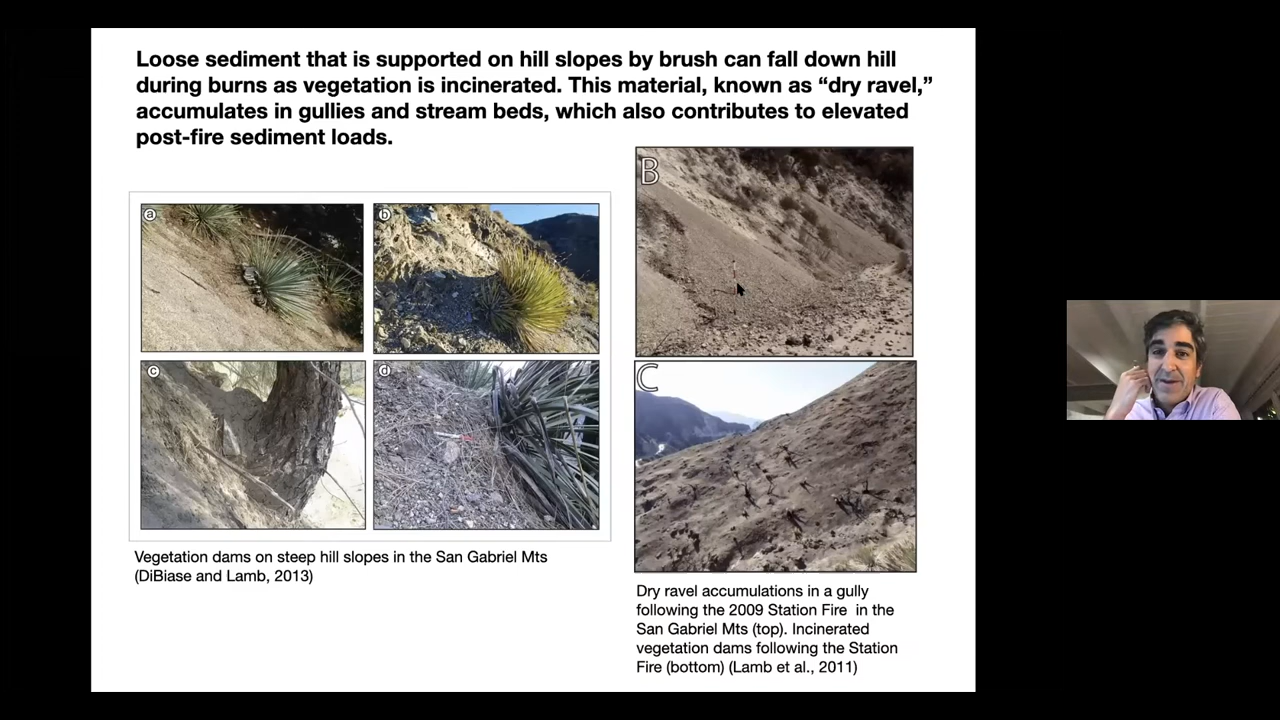 Loose sediment that is supported on hill slopes by brush can fall down hill
during burns as vegetation is incinerated. This material, known as “dry ravel,”
accumulates in gullies and stream beds, which also contributes to elevated
post-fire sediment loads.
a
b
c
d
Vegetation dams on steep hill slopes in the San Gabriel Mts
(DiBiase and Lamb, 2013)
B
C
Dry ravel accumulations in a gully
following the 2009 Station Fire in the
San Gabriel Mts (top). Incinerated
vegetation dams following the Station
Fire (bottom) (Lamb et al., 2011)